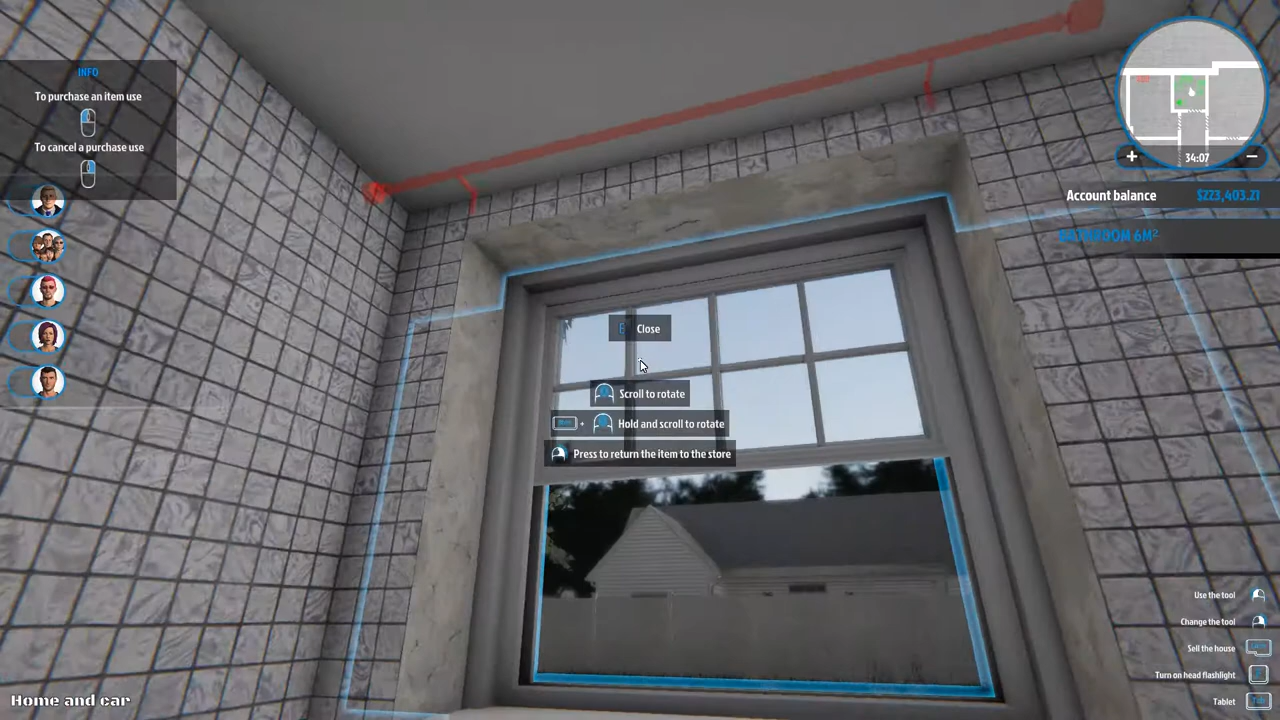 INFO
To purchase an item use
To cancel a purchase use
34:07
Account balance $223,403.21
BATHROOM 6M²
E Close
Scroll to rotate
+ Hold and scroll to rotate
Press to return the item to the store
Use the tool
Change the tool
Sell the house
Turn on head flashlight
Tablet
Home and car